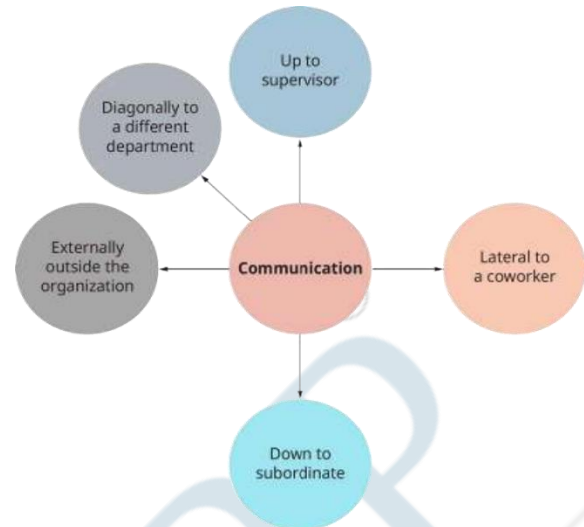 Up to
supervisor
Diagonally to
a different
department
Externally
outside the
organization
Communication
Lateral to
a coworker
Down to
subordinate